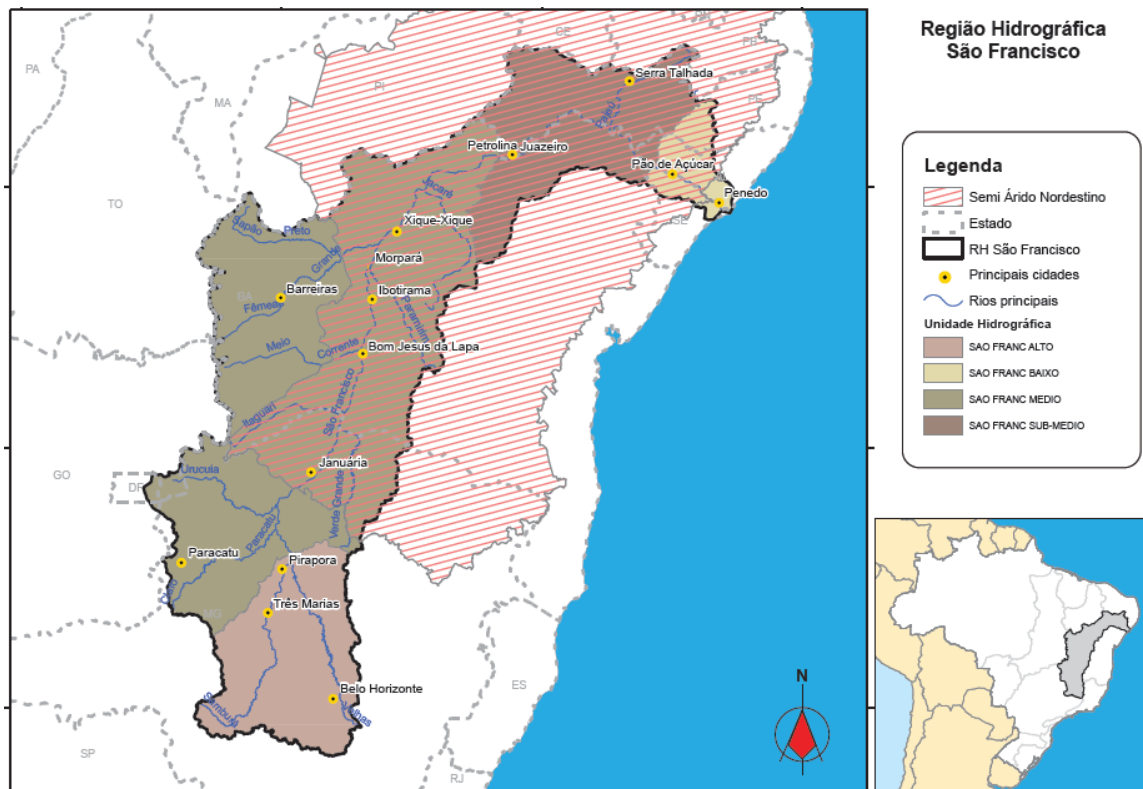 Região Hidrográfica
São Francisco
Legenda
Semi Árido Nordestino
Estado
RH São Francisco
Principais cidades
Rios principais
Unidade Hidrográfica
SAO FRANC ALTO
SAO FRANC BAIXO
SAO FRANC MEDIO
SAO FRANC SUB-MEDIO
CE
PB
PA
MA
PI
Serra Talhada
PE
Pajeú
Petrolina
Juazeiro
Pão de Açúcar
Jacaré
Penedo
TO
Sapão
Preto
Xique-Xique
SE
Grande
Morpará
BA
Barreiras
Ibotirama
Fêmeas
Paramirim
Meio
Corrente
Bom Jesus da Lapa
São Francisco
Itaguari
Januária
GO
DF
Urucuia
Verde Grande
Paracatu
Paracatu
Pirapora
MG
Três Marias
N
Belo Horizonte
ES
Samburá
Velhas
SP
RJ